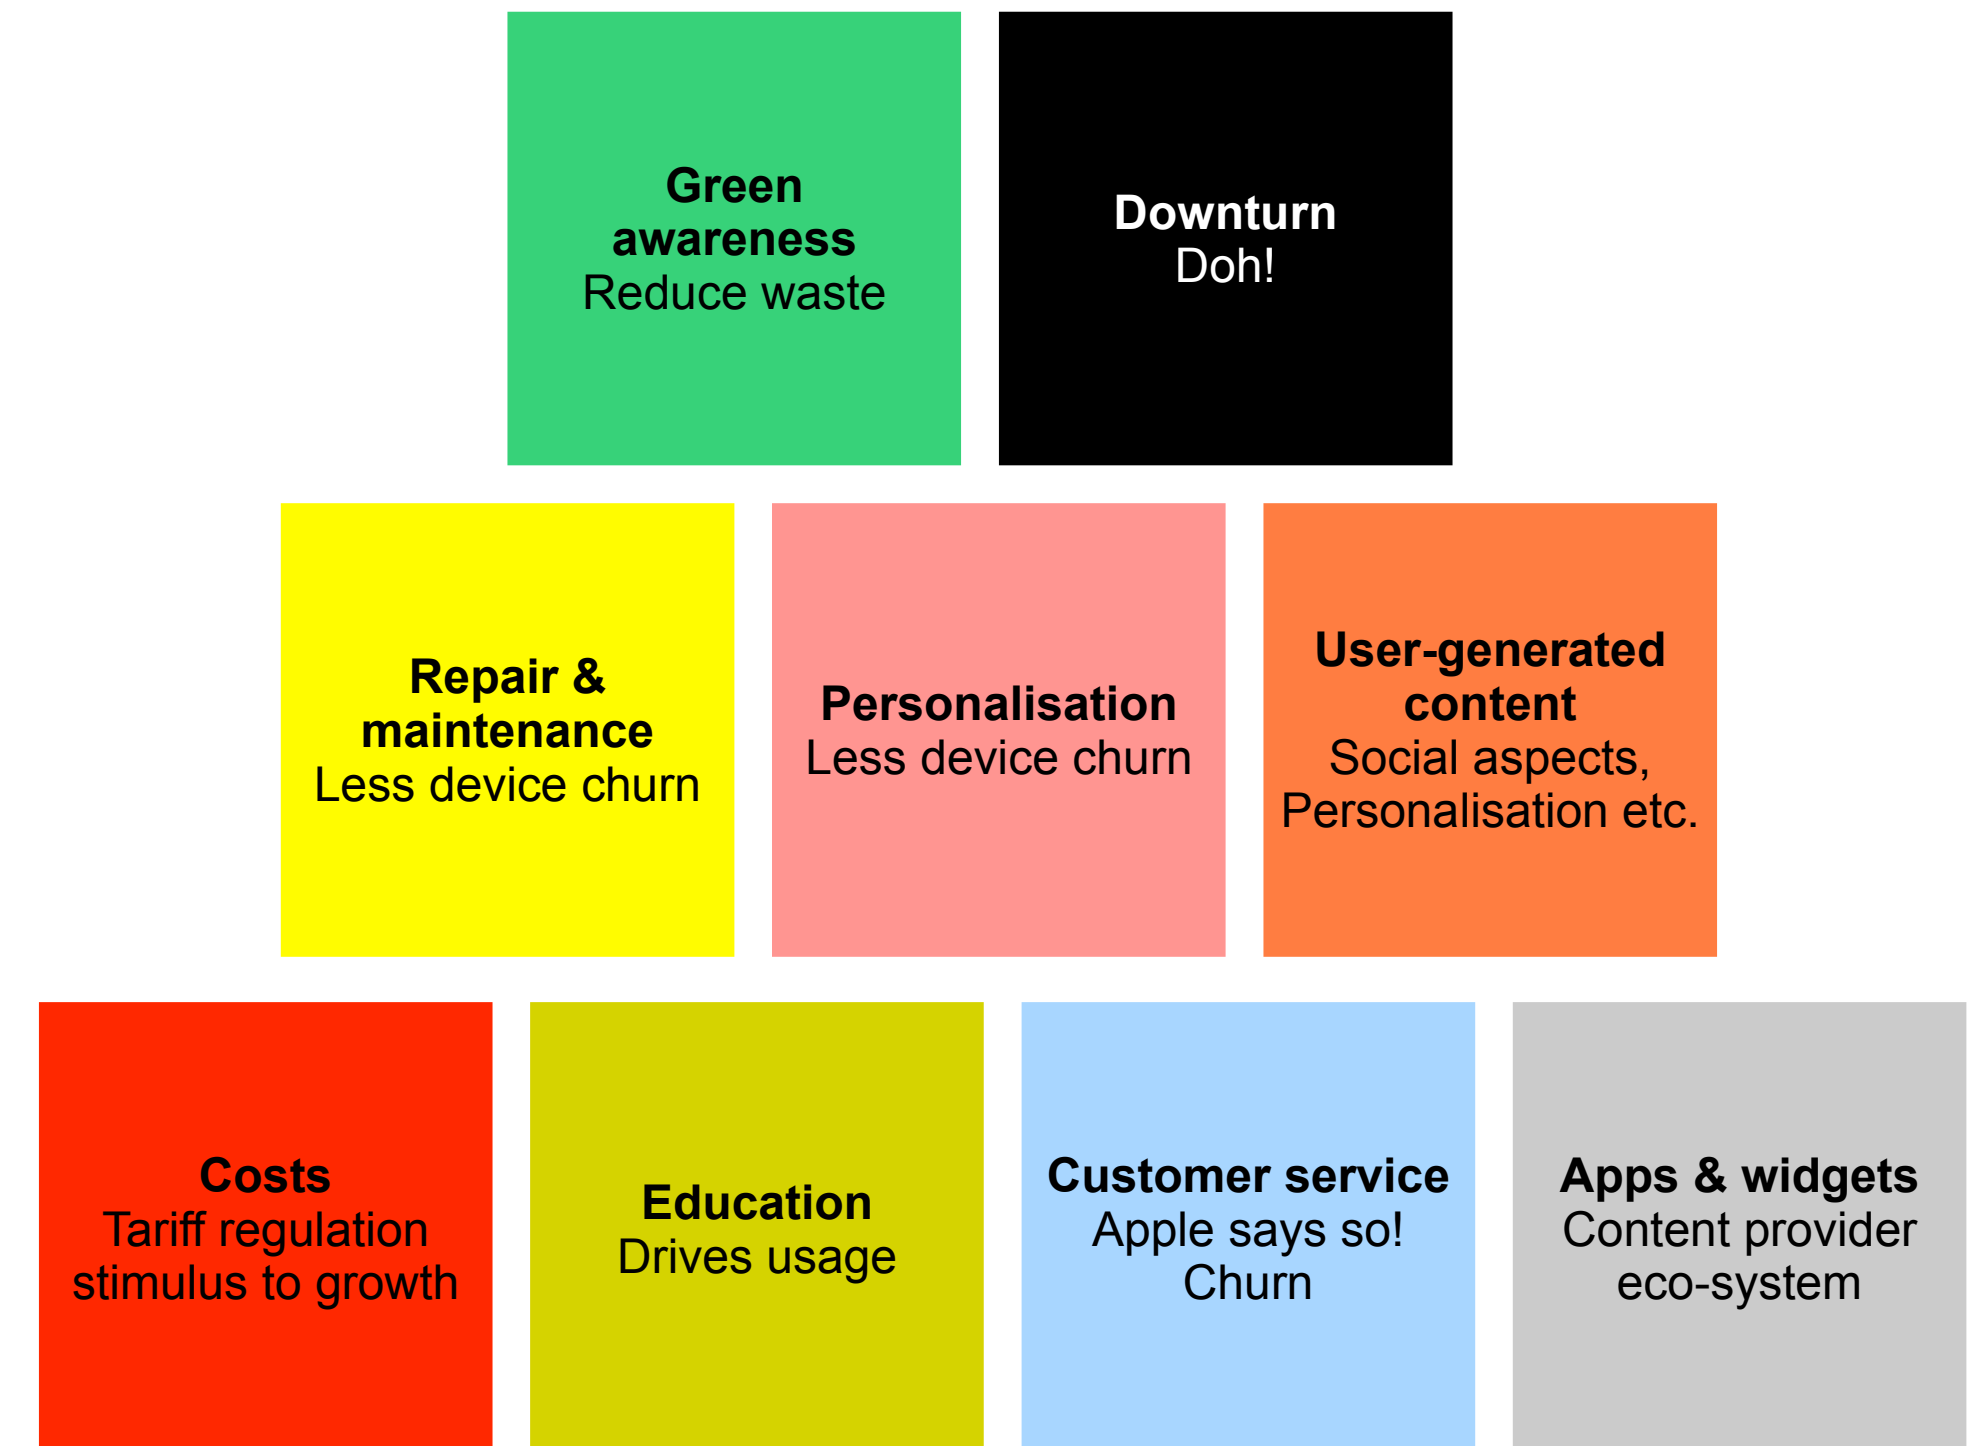 Green
awareness
Reduce waste
Downturn
Doh!
Repair &
maintenance
Less device churn
Personalisation
Less device churn
User-generated
content
Social aspects,
Personalisation etc.
Costs
Tariff regulation
stimulus to growth
Education
Drives usage
Customer service
Apple says so!
Churn
Apps & widgets
Content provider
eco-system